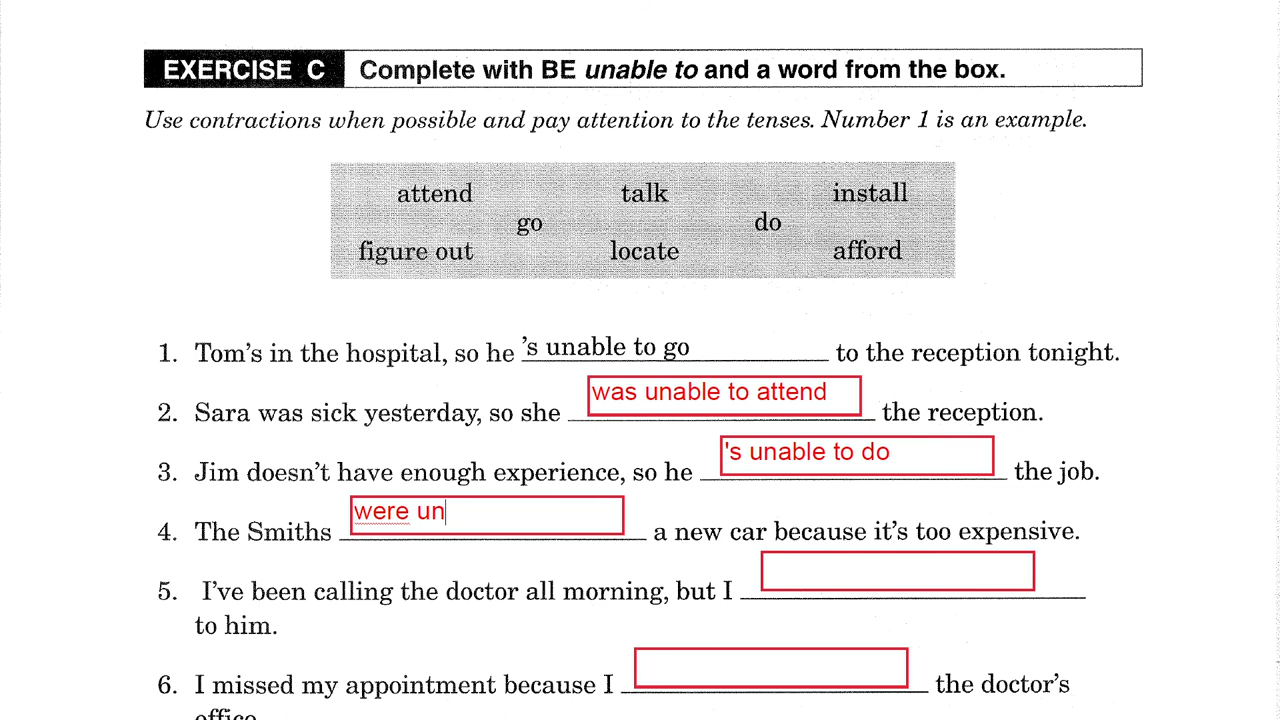 EXERCISE C Complete with BE unable to and a word from the box.
Use contractions when possible and pay attention to the tenses. Number 1 is an example.
attend talk install
go do
figure out locate afford
1. Tom's in the hospital, so he 's unable to go to the reception tonight.
2. Sara was sick yesterday, so she was unable to attend the reception.
3. Jim doesn't have enough experience, so he 's unable to do the job.
4. The Smiths were un a new car because it's too expensive.
5. I've been calling the doctor all morning, but I
to him.
6. I missed my appointment because I the doctor's
office.